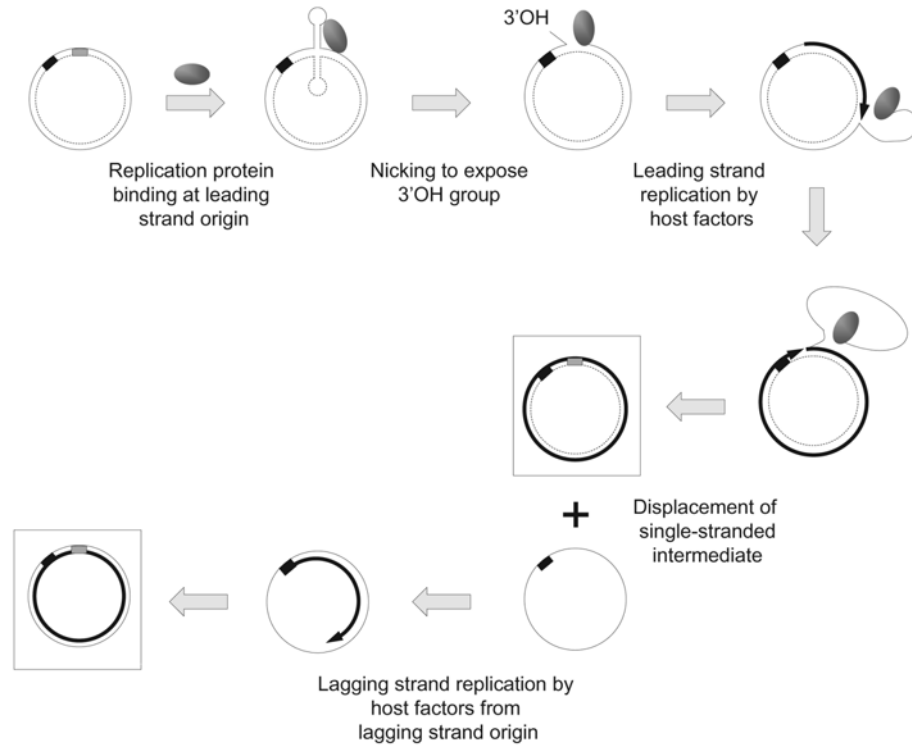 Replication protein
binding at leading
strand origin
Nicking to expose
3'OH group
3'OH
Leading strand
replication by
host factors
Displacement of
single-stranded
intermediate
Lagging strand replication by
host factors from
lagging strand origin